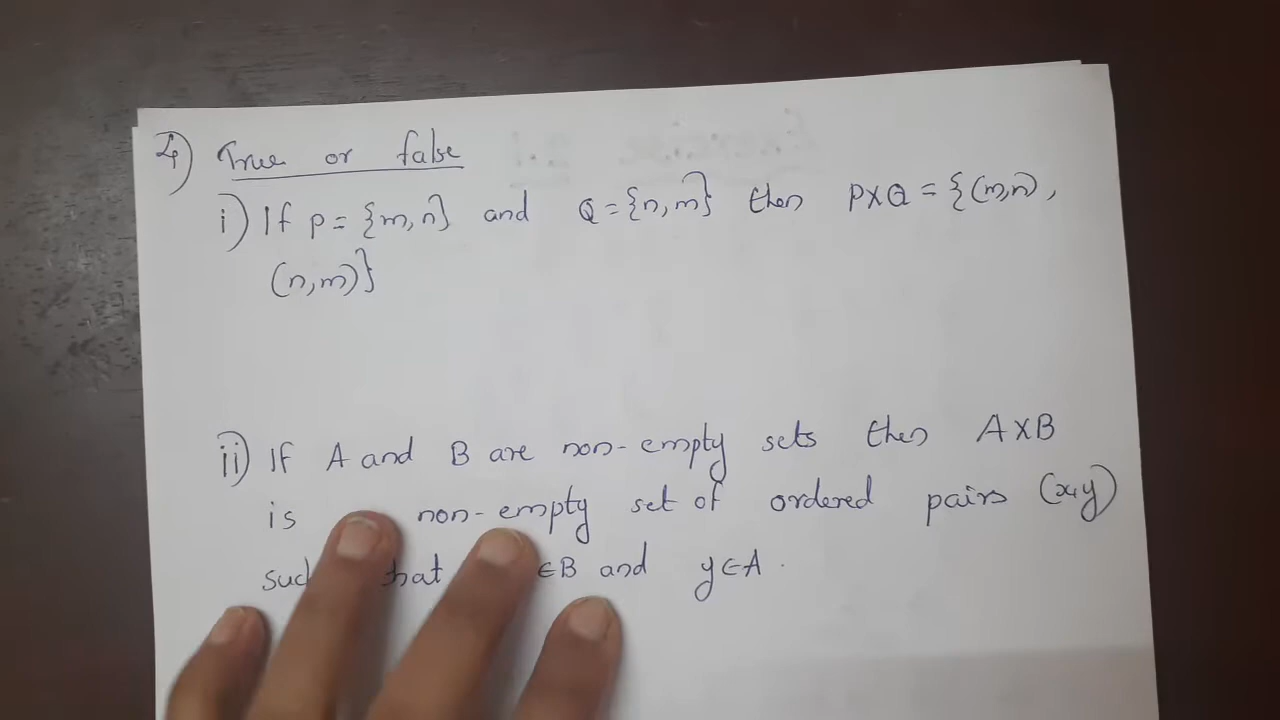 4) True or false
i) If P = {m,n} and Q = {n,m} then P×Q = {(m,n),
(n,m)}
ii) If A and B are non-empty sets then A×B
is non-empty set of ordered pairs (x,y)
such that ∈B and y∈A.